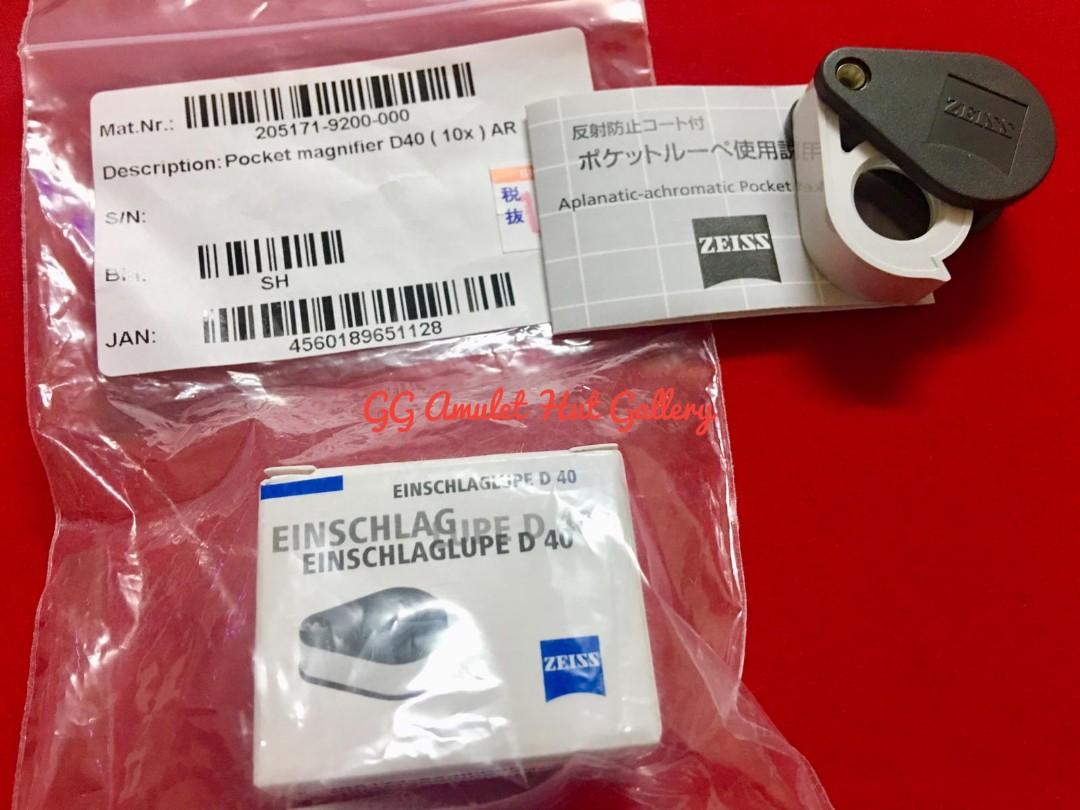 Mat.Nr.:
205171-9200-000
Description: Pocket magnifier D40 ( 10x ) AR
S/N:
SH
JAN:
4560189651128
税
抜
反射防止コート付
ポケットルーペ使用説
Aplanatic-achromatic Pocket
ZEISS
ZEISS
GG Amulet Hut Gallery
EINSCHLAGLUPE D 40
EINSCHLAGLUPE D 40
EINSCHLAGLUPE D 40
ZEISS